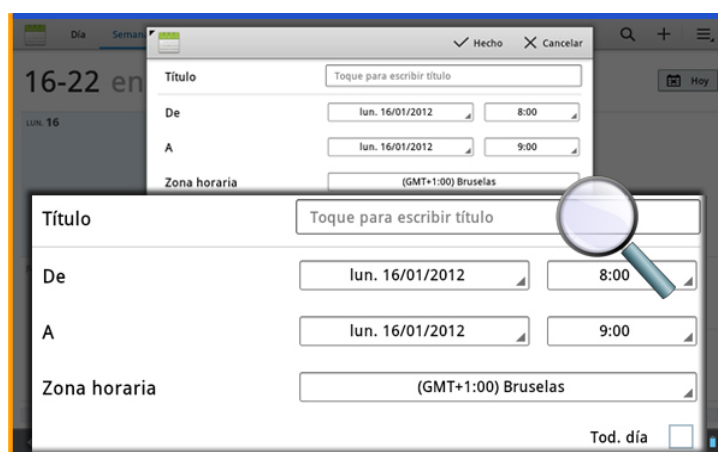 Día Semana
Hecho Cancelar
16-22 en
Hoy
LUN. 16
Título Toque para escribir título
De lun. 16/01/2012 8:00
A lun. 16/01/2012 9:00
Zona horaria (GMT+1:00) Bruselas
Título Toque para escribir título
De lun. 16/01/2012 8:00
A lun. 16/01/2012 9:00
Zona horaria (GMT+1:00) Bruselas
Tod. día